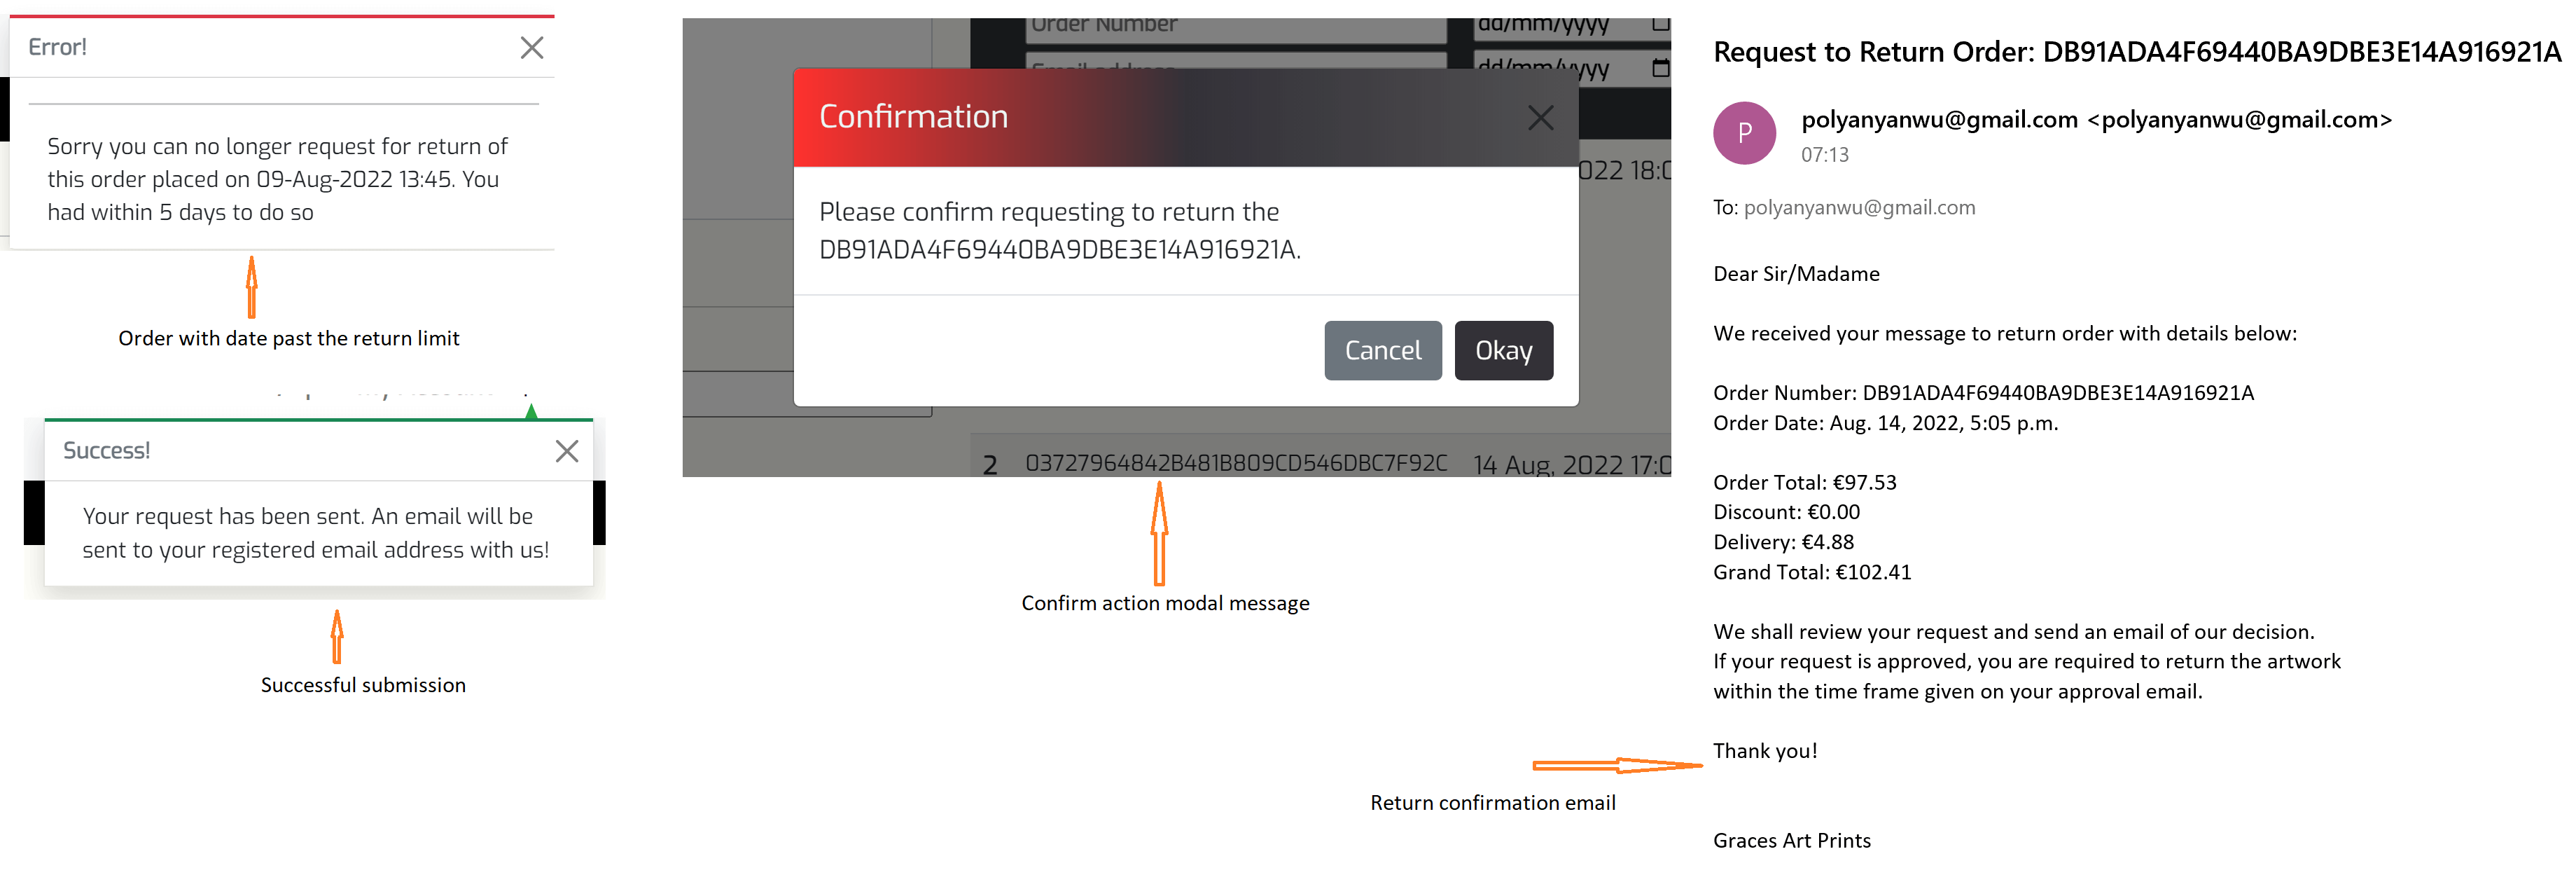 Error!
Sorry you can no longer request for return of
this order placed on 09-Aug-2022 13:45. You
had within 5 days to do so
Order with date past the return limit
Success!
Your request has been sent. An email will be
sent to your registered email address with us!
Successful submission
Order Number
dd/mm/yyyy
Email address
dd/mm/yyyy
Confirmation
022 18:0
Please confirm requesting to return the
DB91ADA4F69440BA9DBE3E14A916921A.
Cancel
Okay
2 03727964842B481B809CD546DBC7F92C 14 Aug, 2022 17:0
Confirm action modal message
Request to Return Order: DB91ADA4F69440BA9DBE3E14A916921A
P
polyanyanwu@gmail.com <polyanyanwu@gmail.com>
07:13
To: polyanyanwu@gmail.com
Dear Sir/Madame
We received your message to return order with details below:
Order Number: DB91ADA4F69440BA9DBE3E14A916921A
Order Date: Aug. 14, 2022, 5:05 p.m.
Order Total: €97.53
Discount: €0.00
Delivery: €4.88
Grand Total: €102.41
We shall review your request and send an email of our decision.
If your request is approved, you are required to return the artwork
within the time frame given on your approval email.
Thank you!
Return confirmation email
Graces Art Prints